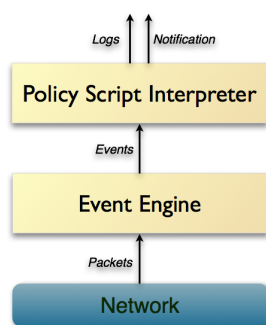 Logs Notification
Policy Script Interpreter
Events
Event Engine
Packets
Network